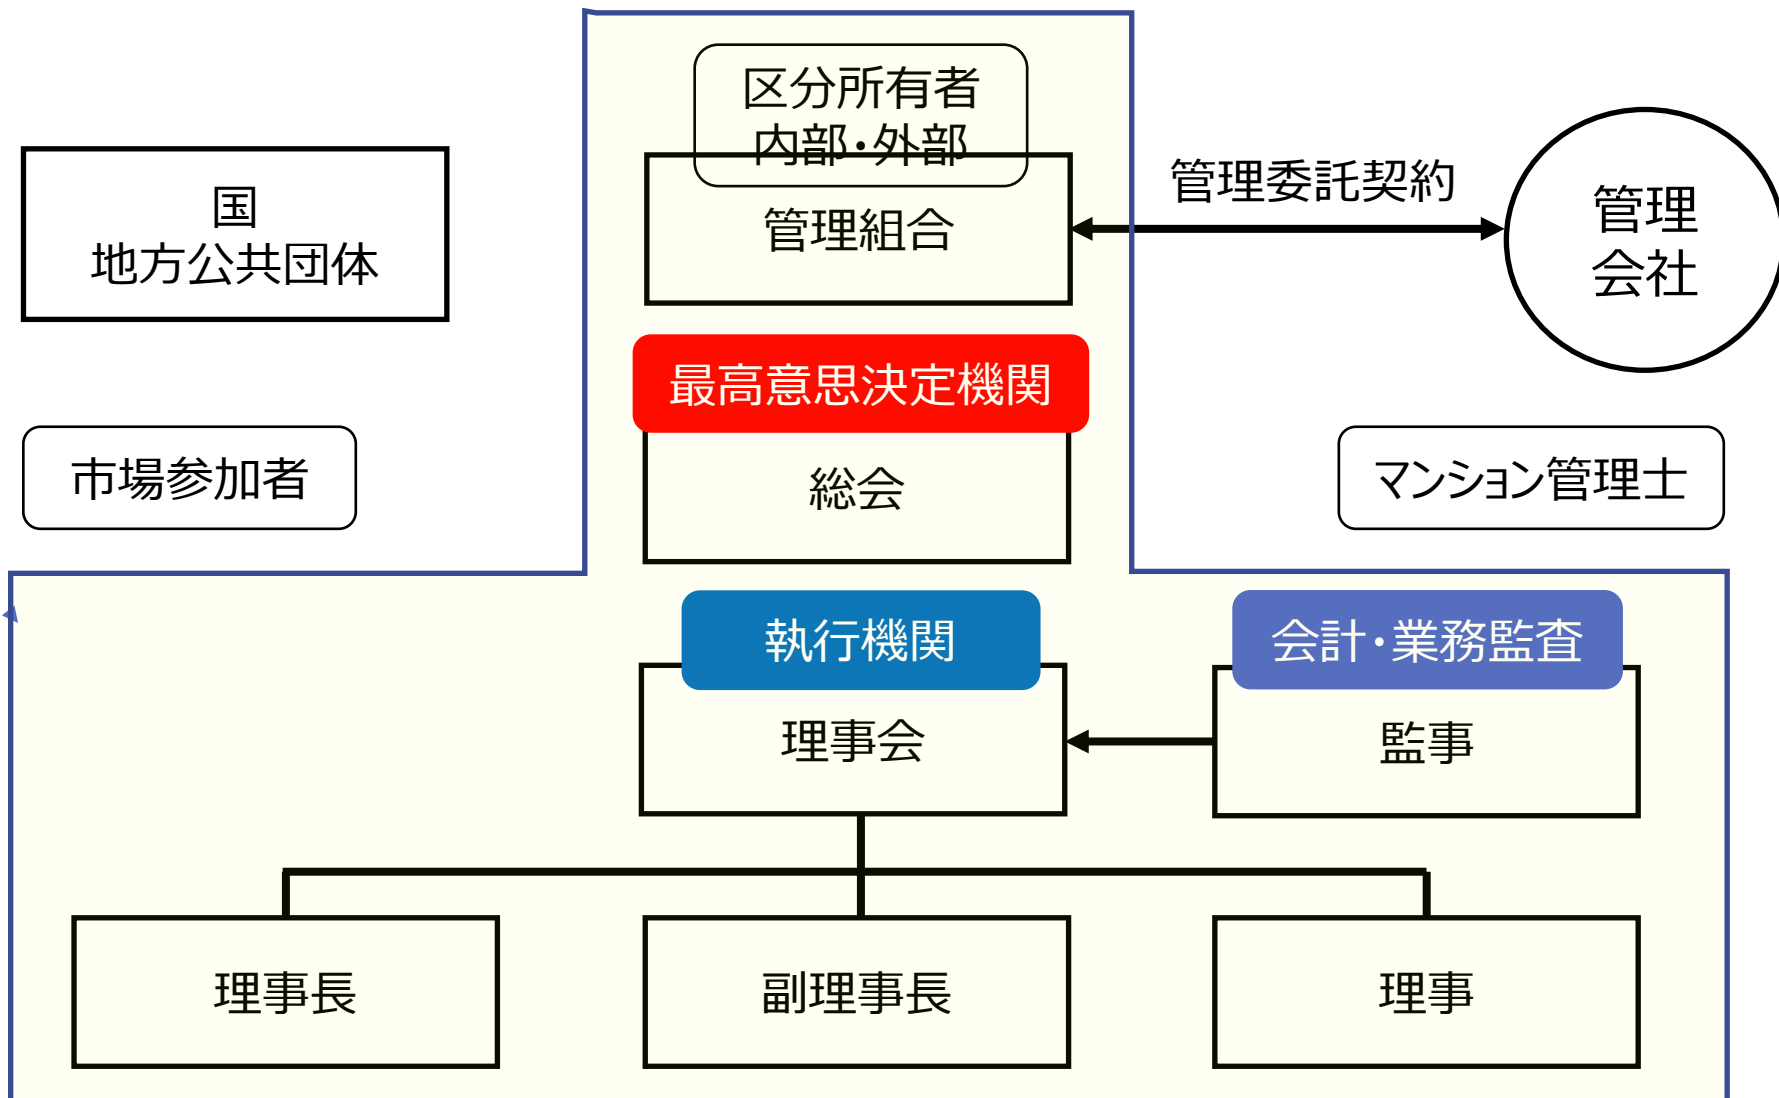 区分所有者
内部・外部
国
地方公共団体
管理組合
管理委託契約
管理
会社
最高意思決定機関
市場参加者
総会
マンション管理士
執行機関
会計・業務監査
理事会
監事
理事長
副理事長
理事